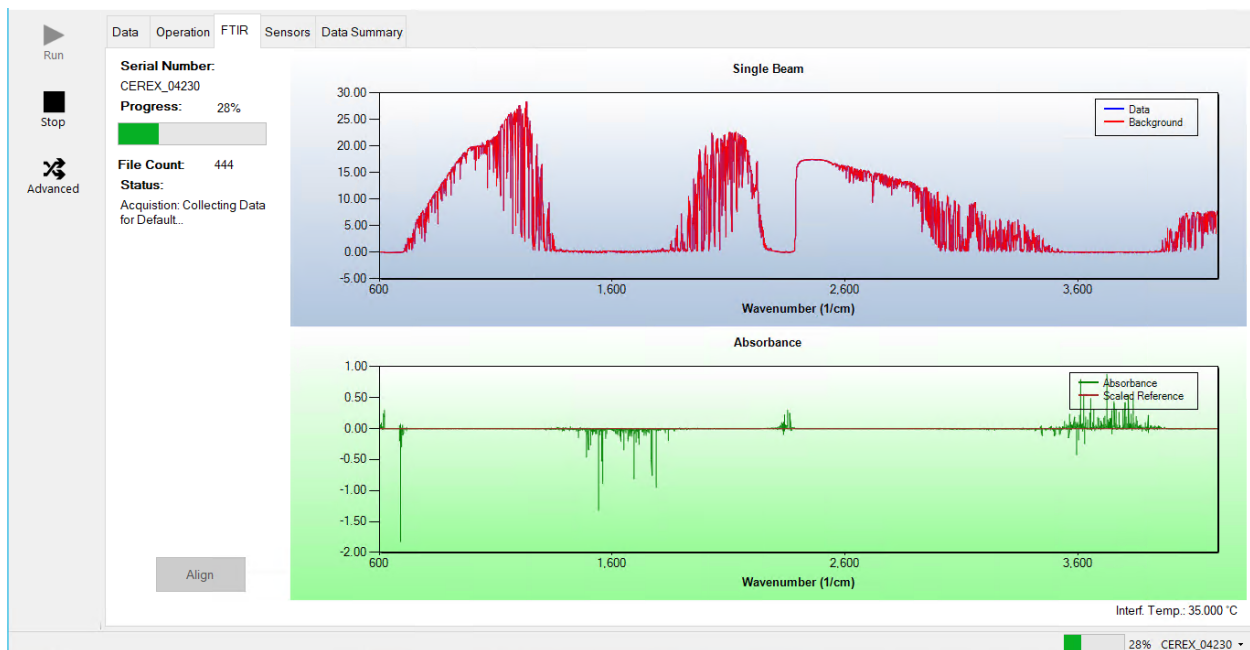 Run
Stop
Advanced
Data Operation FTIR Sensors Data Summary
Serial Number:
CEREX_04230
Progress: 28%
File Count: 444
Status:
Acquistion: Collecting Data
for Default...
Align
Single Beam
30.00
25.00
20.00
15.00
10.00
5.00
0.00
-5.00
600 1,600 2,600 3,600
Wavenumber (1/cm)
Data
Background
Absorbance
1.00
0.50
0.00
-0.50
-1.00
-1.50
-2.00
600 1,600 2,600 3,600
Wavenumber (1/cm)
Absorbance
Scaled Reference
Interf. Temp.: 35.000 °C
28% CEREX_04230